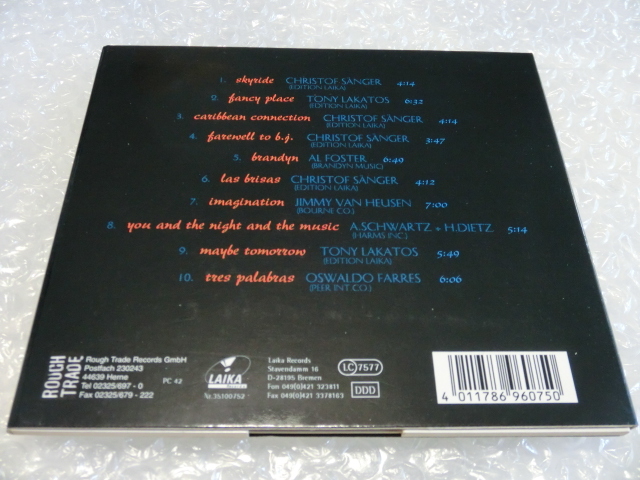 1. skyride CHRISTOF SÄNGER 4:14
(EDITION LAIKA)
2. fancy place TONY LAKATOS 6:32
(EDITION LAIKA)
3. caribbean connection CHRISTOF SÄNGER 4:14
(EDITION LAIKA)
4. farewell to b.j. CHRISTOF SÄNGER 3:47
(EDITION LAIKA)
5. brandyn AL FOSTER 6:49
(BRANDYN MUSIC)
6. las brisas CHRISTOF SÄNGER 4:12
(EDITION LAIKA)
7. imagination JIMMY VAN HEUSEN 7:00
(BOURNE CO.)
8. you and the night and the music A.SCHWARTZ + H.DIETZ 5:14
(HARMS INC.)
9. maybe tomorrow TONY LAKATOS 5:49
(EDITION LAIKA)
10. tres palabras OSWALDO FARRES 6:06
(PEER INT CO.)
ROUGH
TRADE
Rough Trade Records GmbH
Postfach 230243
44639 Herne
Tel 02325/697 - 0
Fax 02325/679 - 222
PC 42
LAIKA
Records
Nr.35100752
Laika Records
Stavendamm 16
D-28195 Bremen
Fon 049(0)421 323811
Fax 049(0)421 3378163
LC 7577
DDD
4 011786 960750